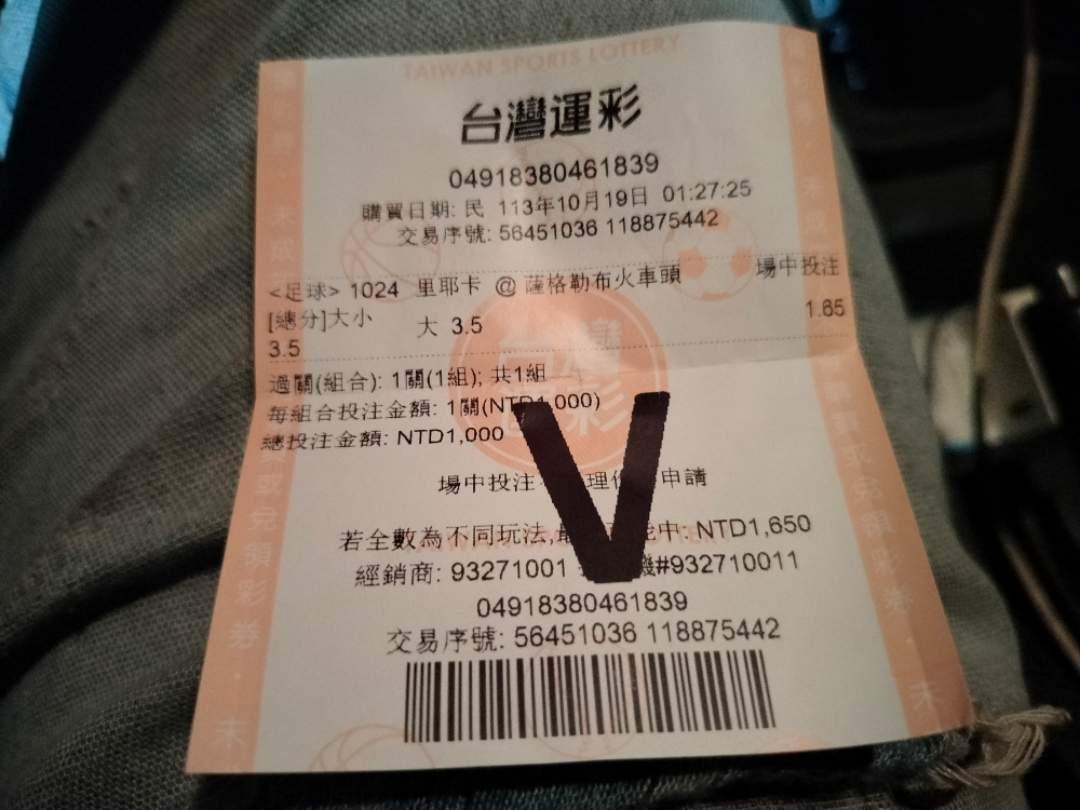 TAIWAN SPORTS LOTTERY
台灣運彩
04918380461839
購買日期: 民 113年10月19日 01:27:25
交易序號: 56451036 118875442
<足球> 1024 里耶卡 @ 薩格勒布火車頭 場中投注
[總分]大小 大 3.5 1.65
3.5
過關(組合): 1關(1組); 共1組
每組合投注金額: 1關(NTD1,000)
總投注金額: NTD1,000
場中投注 理 申請
若全數為不同玩法,最 中: NTD1,650
經銷商: 93271001 機#932710011
04918380461839
交易序號: 56451036 118875442